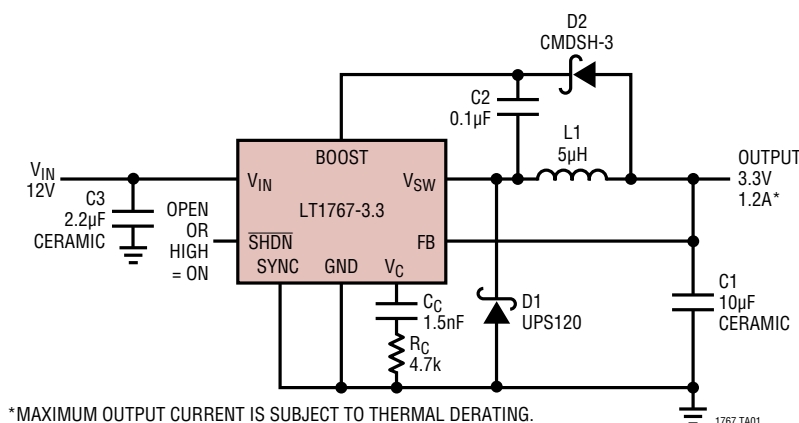 D2
CMDSH-3
C2
0.1µF
L1
5µH
BOOST
V_IN
12V
V_IN
V_SW
OUTPUT
3.3V
1.2A*
C3
2.2µF
CERAMIC
OPEN
OR
HIGH
= ON
LT1767-3.3
SHDN
FB
SYNC
GND
V_C
C_C
1.5nF
R_C
4.7k
D1
UPS120
C1
10µF
CERAMIC
*MAXIMUM OUTPUT CURRENT IS SUBJECT TO THERMAL DERATING.
1767 TA01